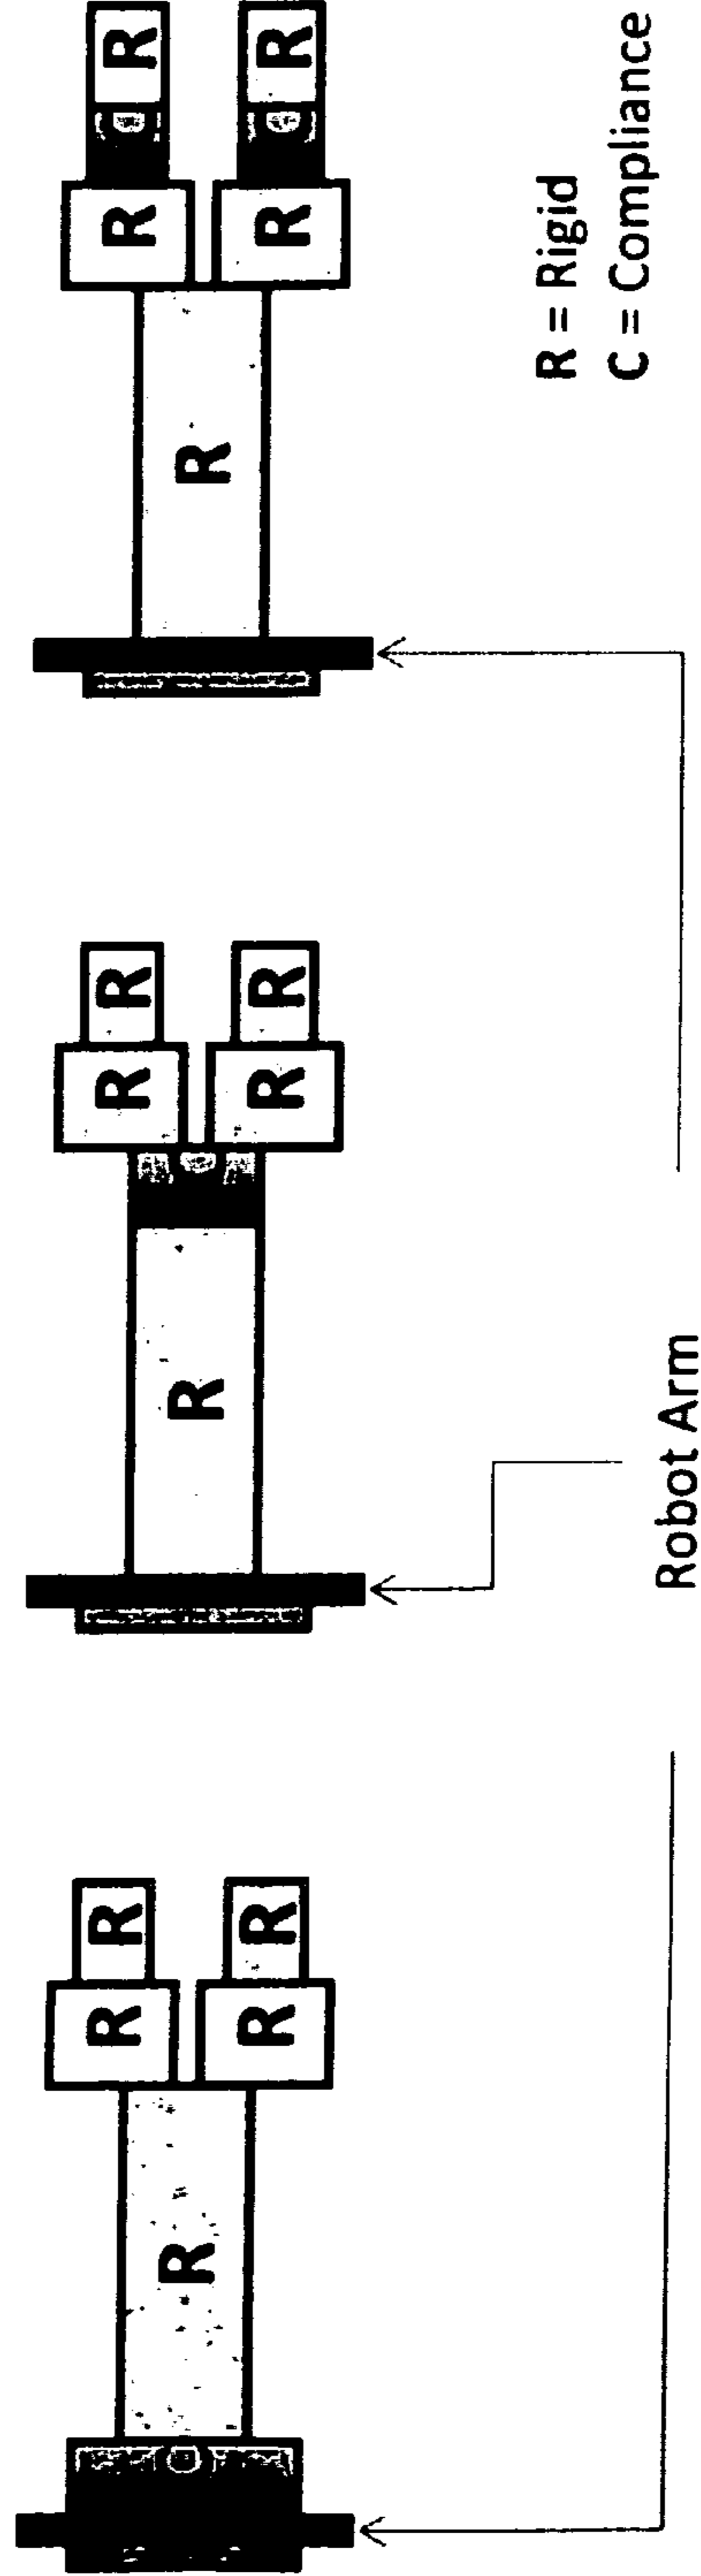 R R R R R R
R R R
R R R R R R
R = Rigid
C = Compliance
Robot Arm